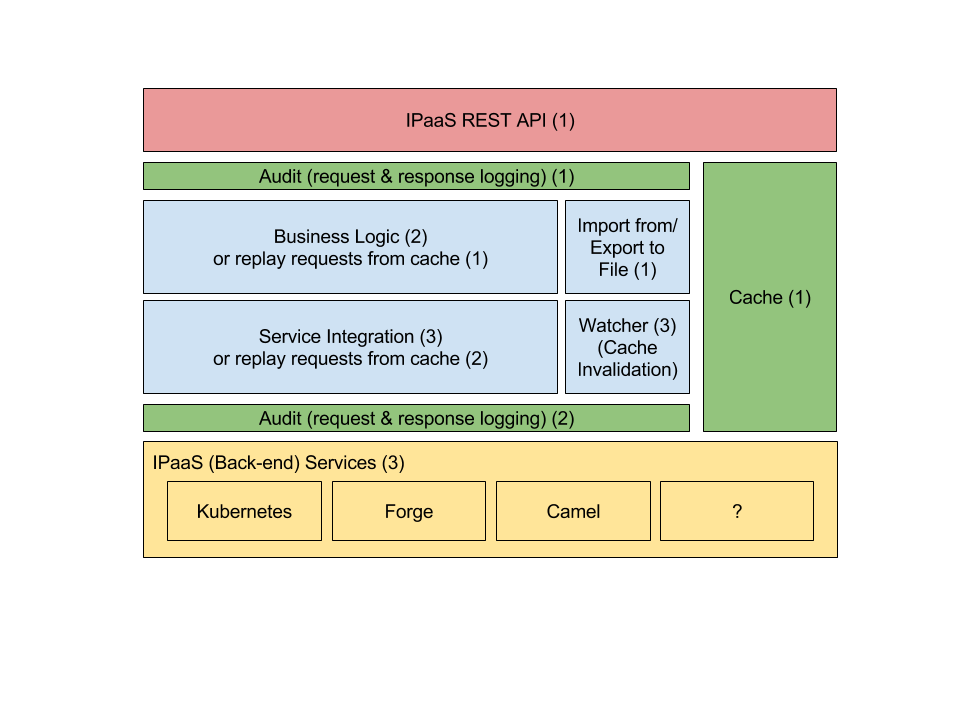 IPaaS REST API (1)
Audit (request & response logging) (1)
Business Logic (2)
or replay requests from cache (1)
Import from/
Export to
File (1)
Cache (1)
Service Integration (3)
or replay requests from cache (2)
Watcher (3)
(Cache
Invalidation)
Audit (request & response logging) (2)
IPaaS (Back-end) Services (3)
Kubernetes
Forge
Camel
?